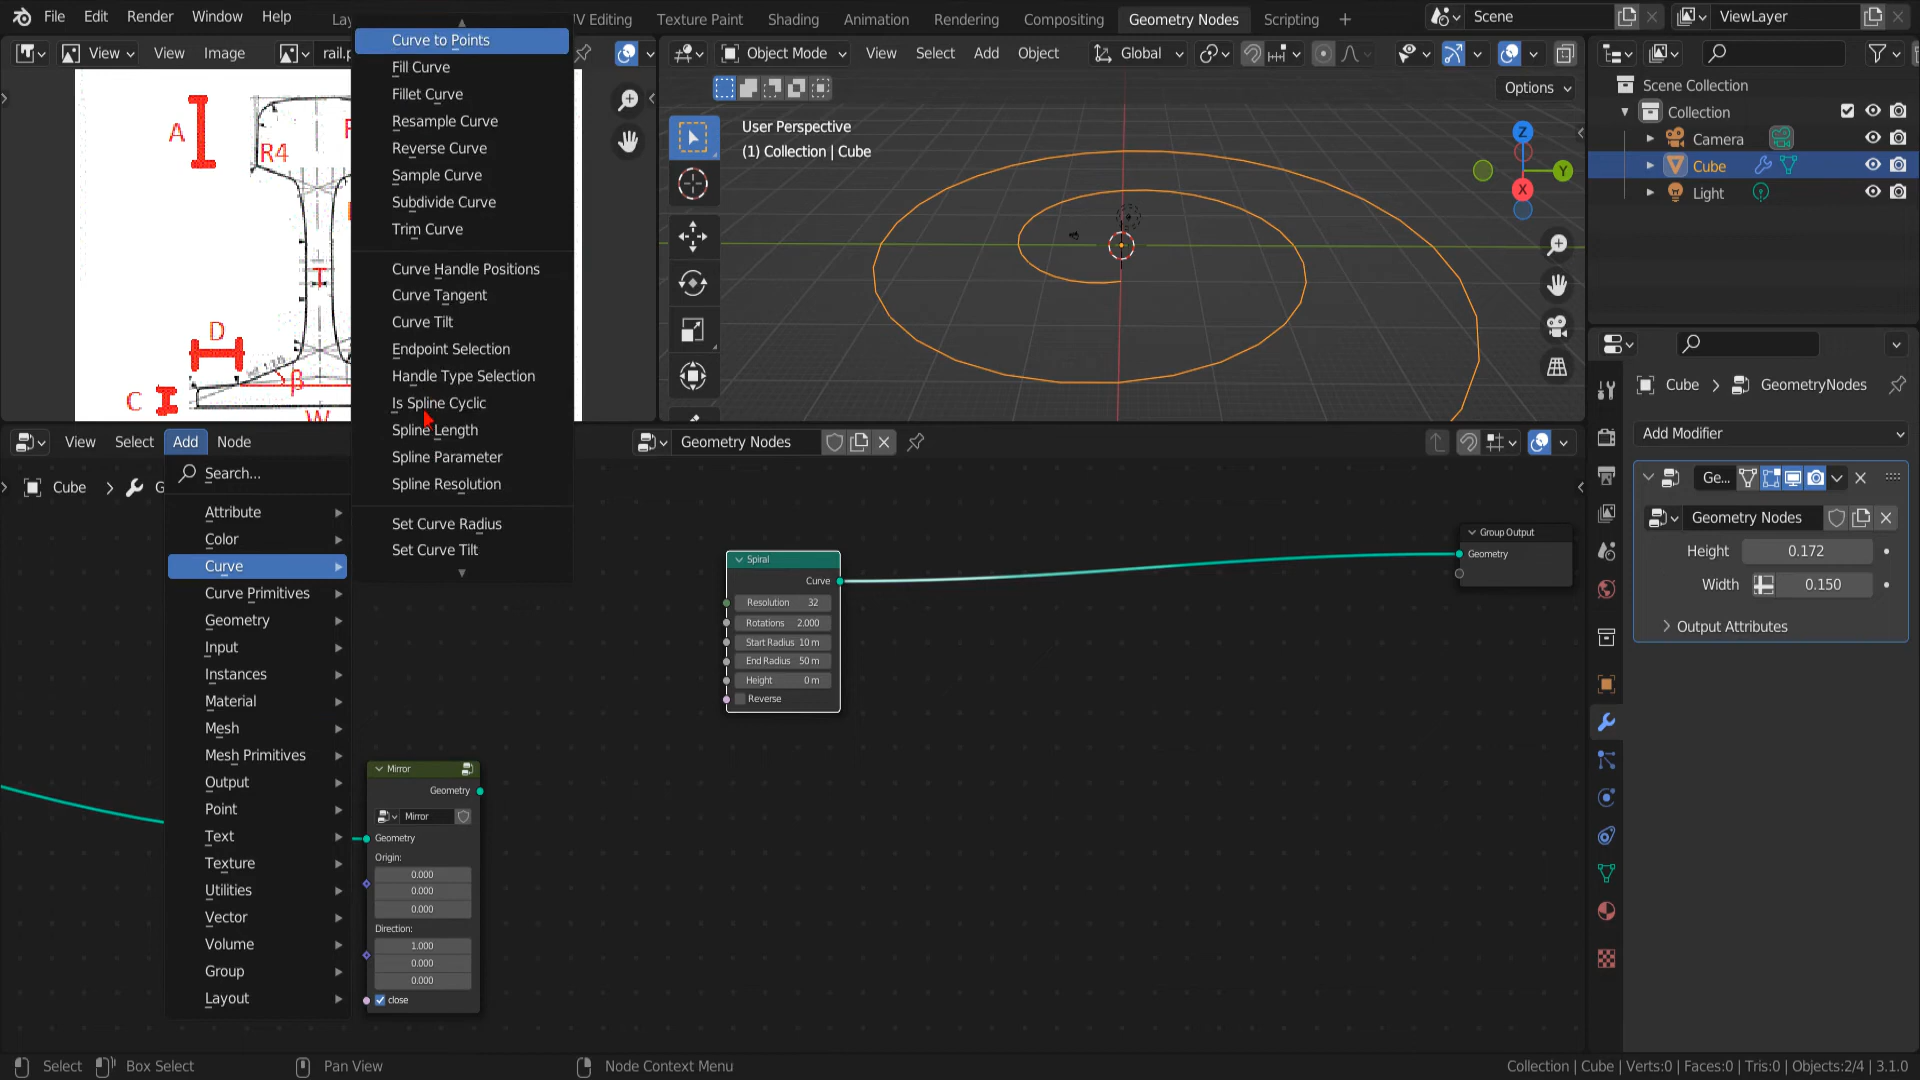 File Edit Render Window Help
UV Editing Texture Paint Shading Animation Rendering Compositing Geometry Nodes Scripting
Scene
ViewLayer
View View Image rail.p
Object Mode View Select Add Object Global
Options
User Perspective
(1) Collection | Cube
Z
Y
X
Scene Collection
Collection
Camera
Cube
Light
A
R4
T
D
β
C
W
Curve to Points
Fill Curve
Fillet Curve
Resample Curve
Reverse Curve
Sample Curve
Subdivide Curve
Trim Curve
Curve Handle Positions
Curve Tangent
Curve Tilt
Endpoint Selection
Handle Type Selection
Is Spline Cyclic
Spline Length
Spline Parameter
Spline Resolution
Set Curve Radius
Set Curve Tilt
View Select Add Node
Geometry Nodes
Cube
Search...
Attribute
Color
Curve
Curve Primitives
Geometry
Input
Instances
Material
Mesh
Mesh Primitives
Output
Point
Text
Texture
Utilities
Vector
Volume
Group
Layout
Mirror
Geometry
Mirror
Geometry
Origin:
0.000
0.000
0.000
Direction:
1.000
0.000
0.000
close
Spiral
Curve
Resolution 32
Rotations 2.000
Start Radius 10 m
End Radius 50 m
Height 0 m
Reverse
Group Output
Geometry
Cube > GeometryNodes
Add Modifier
Ge...
Geometry Nodes
Height 0.172
Width 0.150
Output Attributes
Select Box Select Pan View Node Context Menu
Collection | Cube | Verts:0 | Faces:0 | Tris:0 | Objects:2/4 | 3.1.0